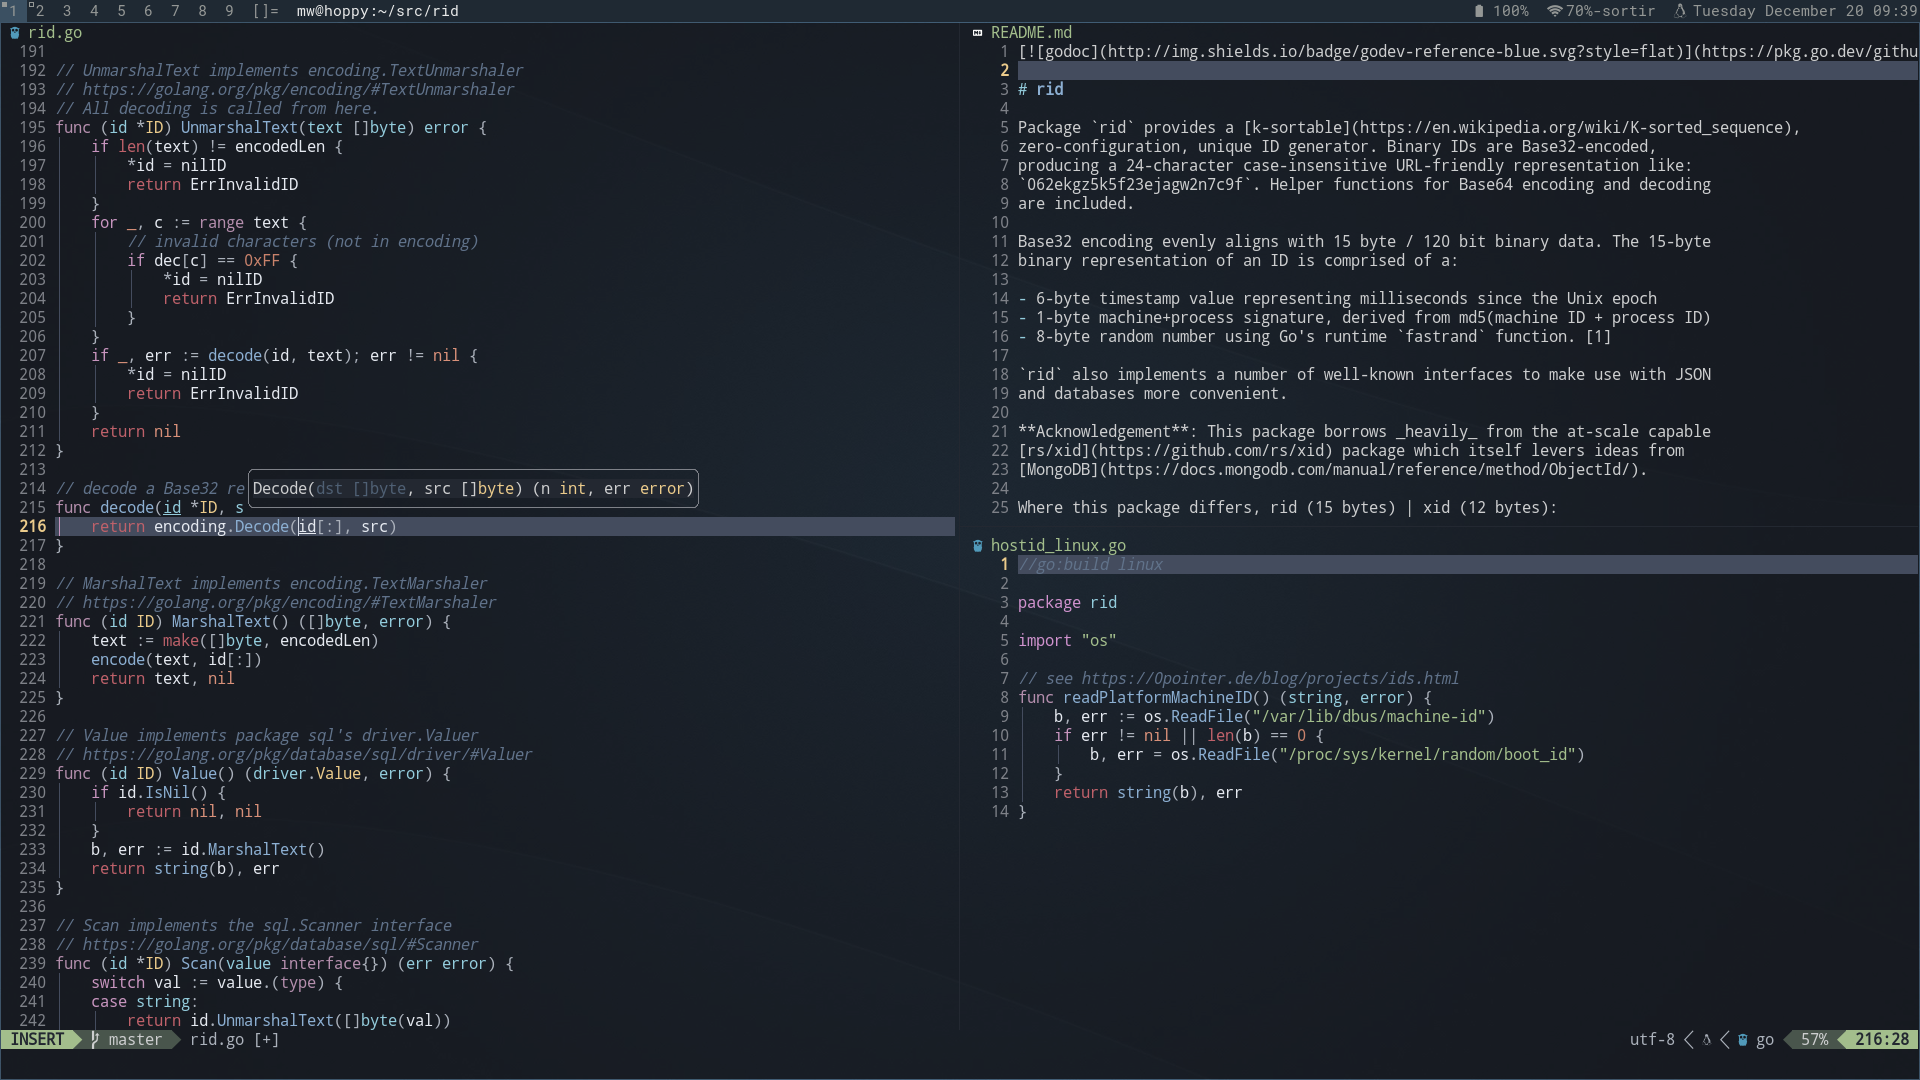 1 2 3 4 5 6 7 8 9 []= mw@hoppy:~/src/rid 100% 70%-sortir Tuesday December 20 09:39
rid.go
191
192 // UnmarshalText implements encoding.TextUnmarshaler
193 // https://golang.org/pkg/encoding/#TextUnmarshaler
194 // All decoding is called from here.
195 func (id *ID) UnmarshalText(text []byte) error {
196 if len(text) != encodedLen {
197 *id = nilID
198 return ErrInvalidID
199 }
200 for _, c := range text {
201 // invalid characters (not in encoding)
202 if dec[c] == 0xFF {
203 *id = nilID
204 return ErrInvalidID
205 }
206 }
207 if _, err := decode(id, text); err != nil {
208 *id = nilID
209 return ErrInvalidID
210 }
211 return nil
212 }
213
214 // decode a Base32 re
Decode(dst []byte, src []byte) (n int, err error)
215 func decode(id *ID, s
216 return encoding.Decode(id[:], src)
217 }
218
219 // MarshalText implements encoding.TextMarshaler
220 // https://golang.org/pkg/encoding/#TextMarshaler
221 func (id ID) MarshalText() ([]byte, error) {
222 text := make([]byte, encodedLen)
223 encode(text, id[:])
224 return text, nil
225 }
226
227 // Value implements package sql's driver.Valuer
228 // https://golang.org/pkg/database/sql/driver/#Valuer
229 func (id ID) Value() (driver.Value, error) {
230 if id.IsNil() {
231 return nil, nil
232 }
233 b, err := id.MarshalText()
234 return string(b), err
235 }
236
237 // Scan implements the sql.Scanner interface
238 // https://golang.org/pkg/database/sql/#Scanner
239 func (id *ID) Scan(value interface{}) (err error) {
240 switch val := value.(type) {
241 case string:
242 return id.UnmarshalText([]byte(val))
README.md
1 [![godoc](http://img.shields.io/badge/godev-reference-blue.svg?style=flat)](https://pkg.go.dev/githu
2
3 # rid
4
5 Package `rid` provides a [k-sortable](https://en.wikipedia.org/wiki/K-sorted_sequence),
6 zero-configuration, unique ID generator. Binary IDs are Base32-encoded,
7 producing a 24-character case-insensitive URL-friendly representation like:
8 `062ekgz5k5f23ejagw2n7c9f`. Helper functions for Base64 encoding and decoding
9 are included.
10
11 Base32 encoding evenly aligns with 15 byte / 120 bit binary data. The 15-byte
12 binary representation of an ID is comprised of a:
13
14 - 6-byte timestamp value representing milliseconds since the Unix epoch
15 - 1-byte machine+process signature, derived from md5(machine ID + process ID)
16 - 8-byte random number using Go's runtime `fastrand` function. [1]
17
18 `rid` also implements a number of well-known interfaces to make use with JSON
19 and databases more convenient.
20
21 **Acknowledgement**: This package borrows _heavily_ from the at-scale capable
22 [rs/xid](https://github.com/rs/xid) package which itself levers ideas from
23 [MongoDB](https://docs.mongodb.com/manual/reference/method/ObjectId/).
24
25 Where this package differs, rid (15 bytes) | xid (12 bytes):
hostid_linux.go
1 //go:build linux
2
3 package rid
4
5 import "os"
6
7 // see https://0pointer.de/blog/projects/ids.html
8 func readPlatformMachineID() (string, error) {
9 b, err := os.ReadFile("/var/lib/dbus/machine-id")
10 if err != nil || len(b) == 0 {
11 b, err = os.ReadFile("/proc/sys/kernel/random/boot_id")
12 }
13 return string(b), err
14 }
INSERT master rid.go [+] utf-8 go 57% 216:28